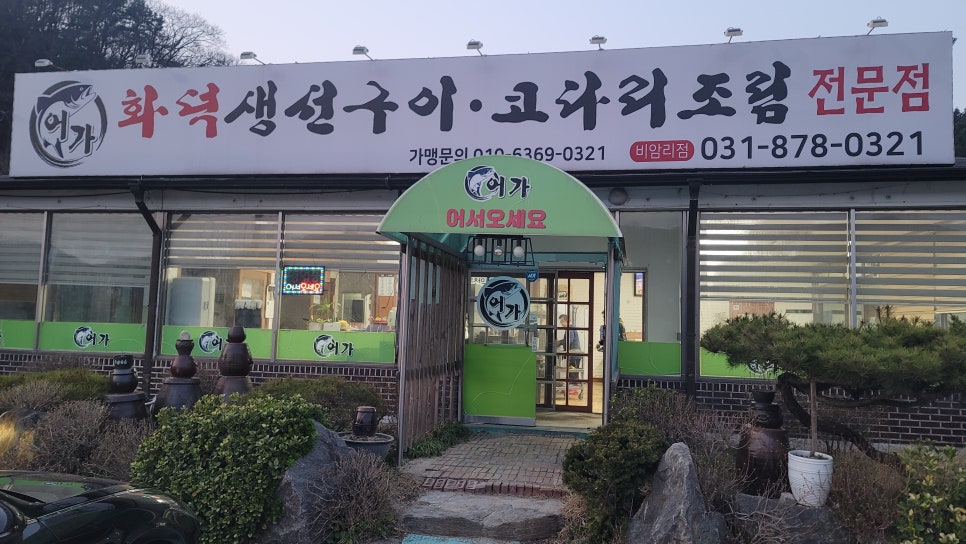 어가 화덕생선구이·코다리조림 전문점
가맹문의 010-6369-0321 비암리점 031-878-0321
어가
어서오세요
어서오세요
어가
어가
어가
어가